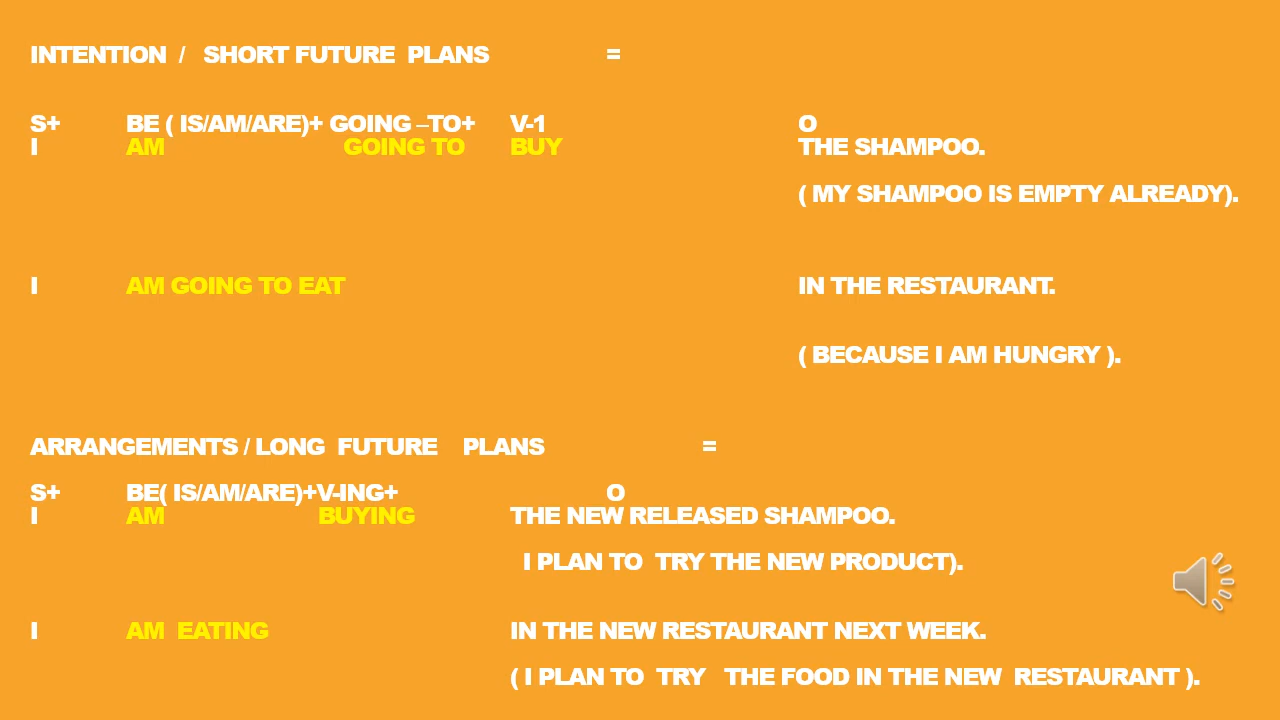 INTENTION / SHORT FUTURE PLANS =
S+ BE ( IS/AM/ARE)+ GOING –TO+ V-1 O
I AM GOING TO BUY THE SHAMPOO.
( MY SHAMPOO IS EMPTY ALREADY).
I AM GOING TO EAT IN THE RESTAURANT.
( BECAUSE I AM HUNGRY ).
ARRANGEMENTS / LONG FUTURE PLANS =
S+ BE( IS/AM/ARE)+V-ING+ O
I AM BUYING THE NEW RELEASED SHAMPOO.
I PLAN TO TRY THE NEW PRODUCT).
I AM EATING IN THE NEW RESTAURANT NEXT WEEK.
( I PLAN TO TRY THE FOOD IN THE NEW RESTAURANT ).